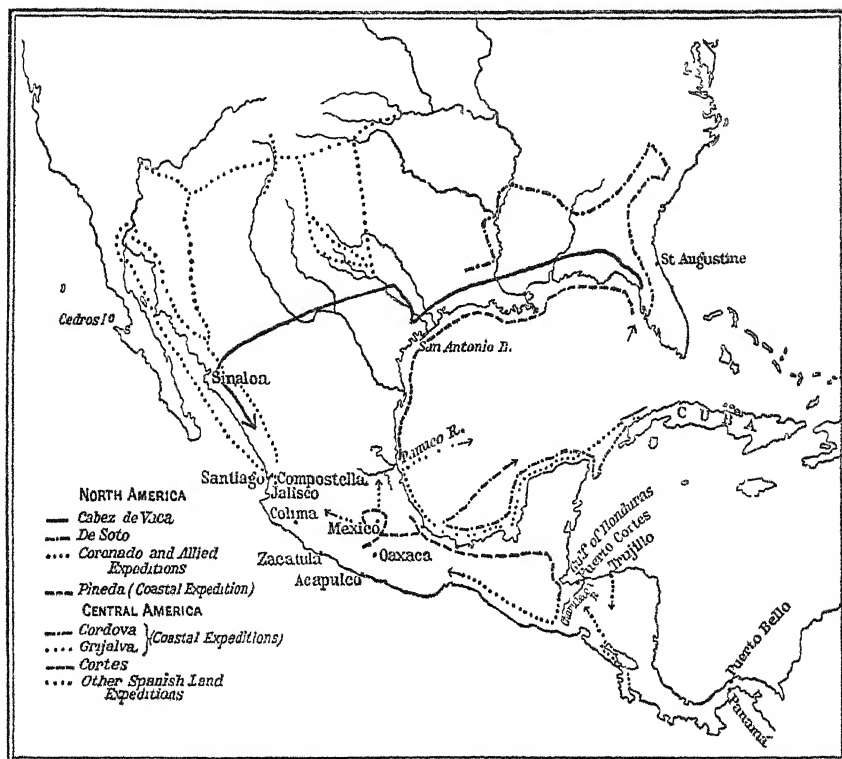 St Augustine
Cedros Iº
San Antonio B.
Sinaloa
CUBA
Panuco R.
Santiago
Compostella
Jalisco
Colima
Mexico
Zacatula
Oaxaca
Acapulco
Gulf of Honduras
Puerto Cortes
Trujillo
R
Puerto Bello
Panamá
NORTH AMERICA
Cabez de Vaca
De Soto
Coronado and Allied
Expeditions
Pineda (Coastal Expedition)
CENTRAL AMERICA
Cordova
Grijalva } (Coastal Expeditions)
Cortes
Other Spanish Land
Expeditions